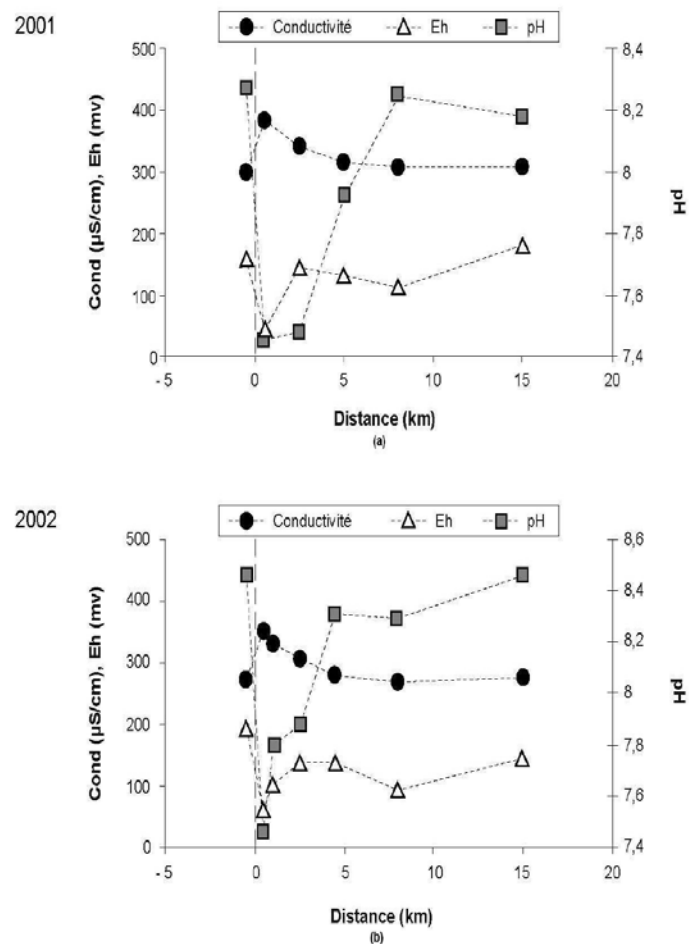 2001
Conductivité Eh pH
500 8,4
400 8,2
300 8
200 7,8
100 7,6
0 7,4
Cond (µS/cm), Eh (mv)
pH
- 5 0 5 10 15 20
Distance (km)
(a)
2002
Conductivité Eh pH
500 8,6
400 8,4
300 8,2
200 8
100 7,8
0 7,6
7,4
Cond (µS/cm), Eh (mv)
pH
- 5 0 5 10 15 20
Distance (km)
(b)